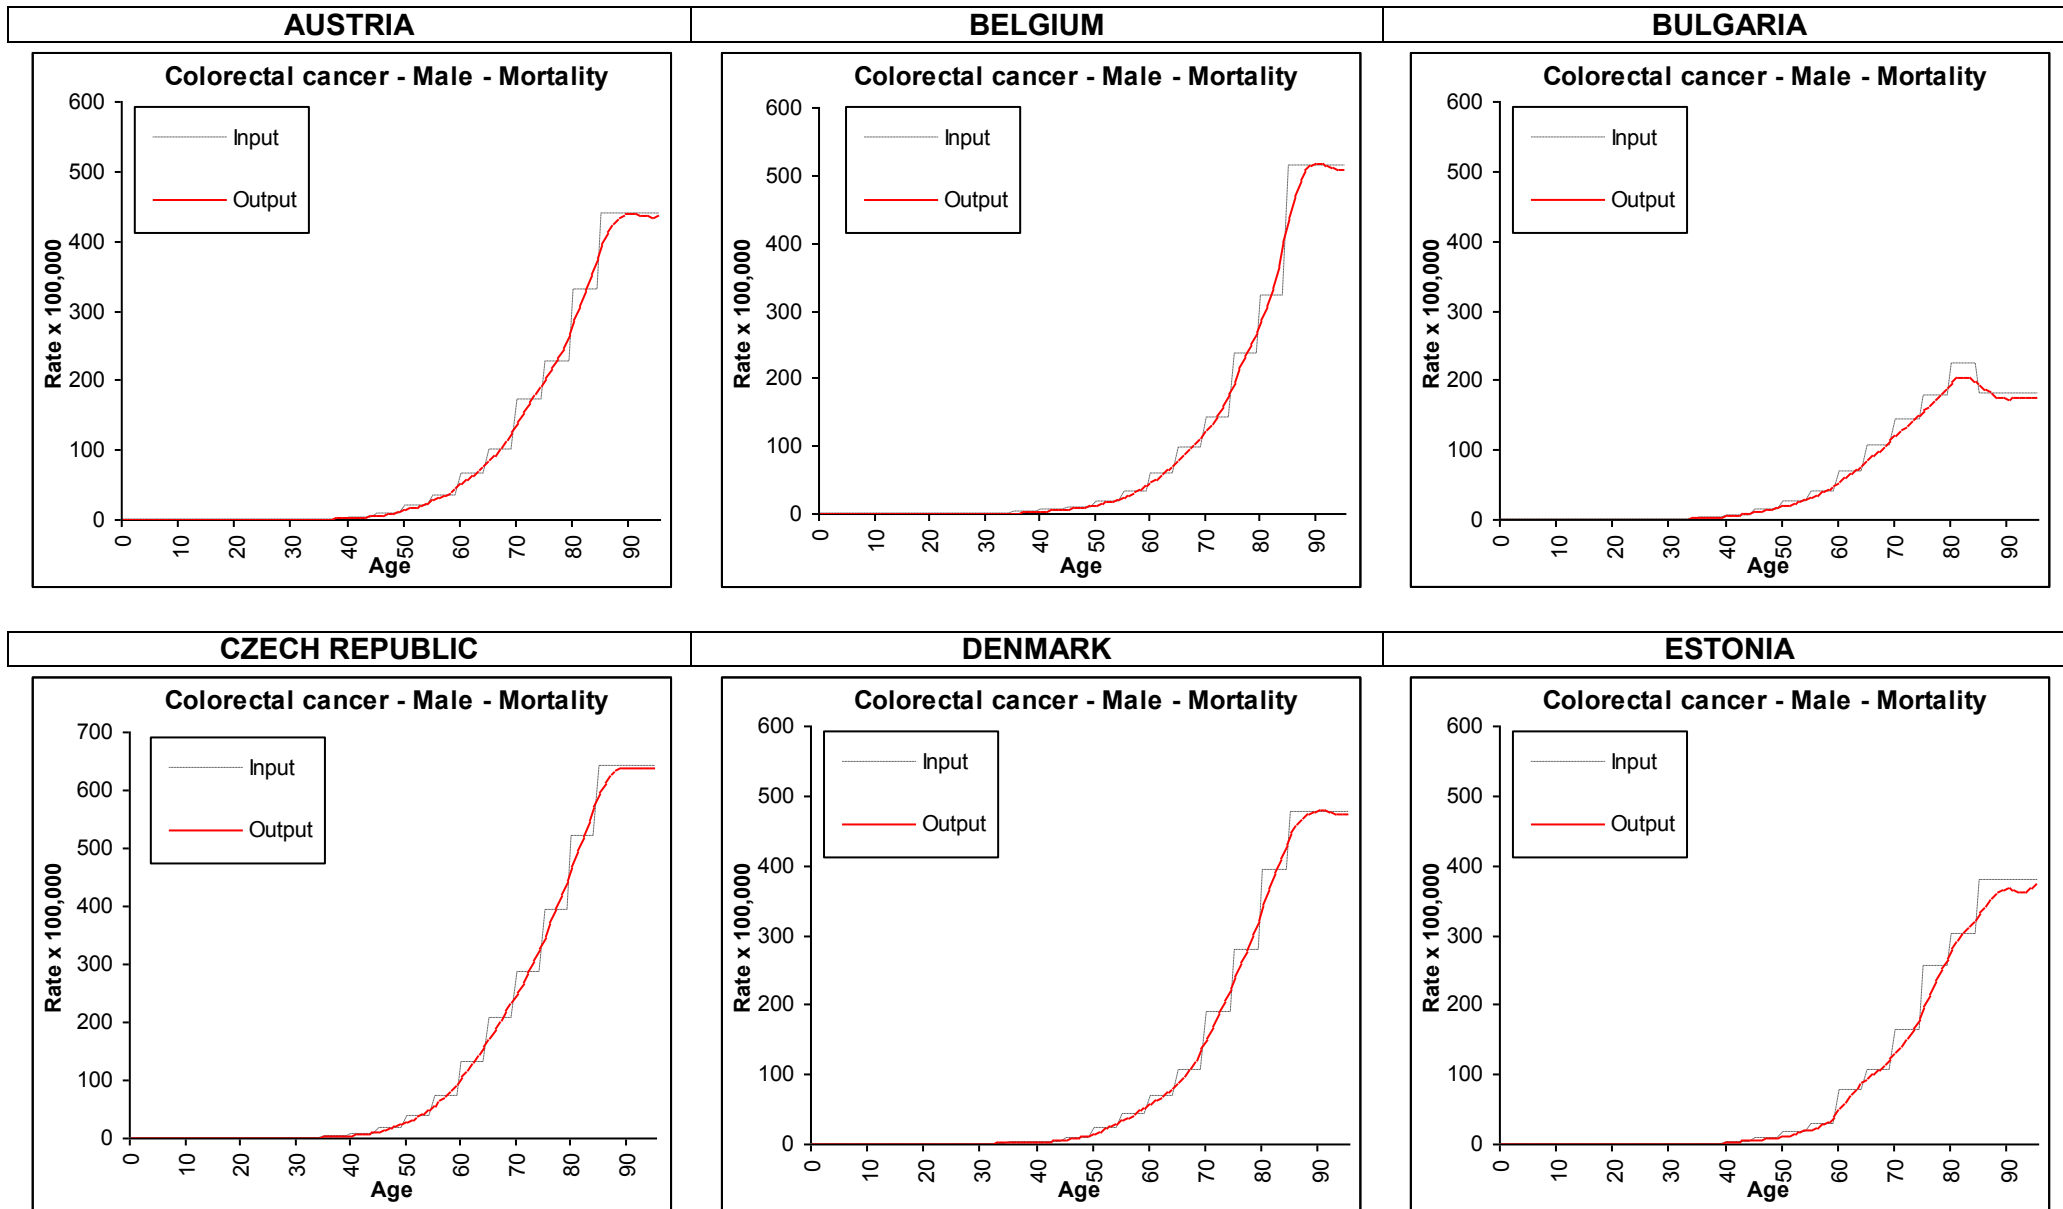 AUSTRIA BELGIUM BULGARIA
Colorectal cancer - Male - Mortality
600
500
400
300
200
100
0
Rate x 100,000
Input
Output
0 10 20 30 40 50 60 70 80 90
Age
Colorectal cancer - Male - Mortality
600
500
400
300
200
100
0
Rate x 100,000
Input
Output
0 10 20 30 40 50 60 70 80 90
Age
Colorectal cancer - Male - Mortality
600
500
400
300
200
100
0
Rate x 100,000
Input
Output
0 10 20 30 40 50 60 70 80 90
Age
CZECH REPUBLIC DENMARK ESTONIA
Colorectal cancer - Male - Mortality
700
600
500
400
300
200
100
0
Rate x 100,000
Input
Output
0 10 20 30 40 50 60 70 80 90
Age
Colorectal cancer - Male - Mortality
600
500
400
300
200
100
0
Rate x 100,000
Input
Output
0 10 20 30 40 50 60 70 80 90
Age
Colorectal cancer - Male - Mortality
600
500
400
300
200
100
0
Rate x 100,000
Input
Output
0 10 20 30 40 50 60 70 80 90
Age